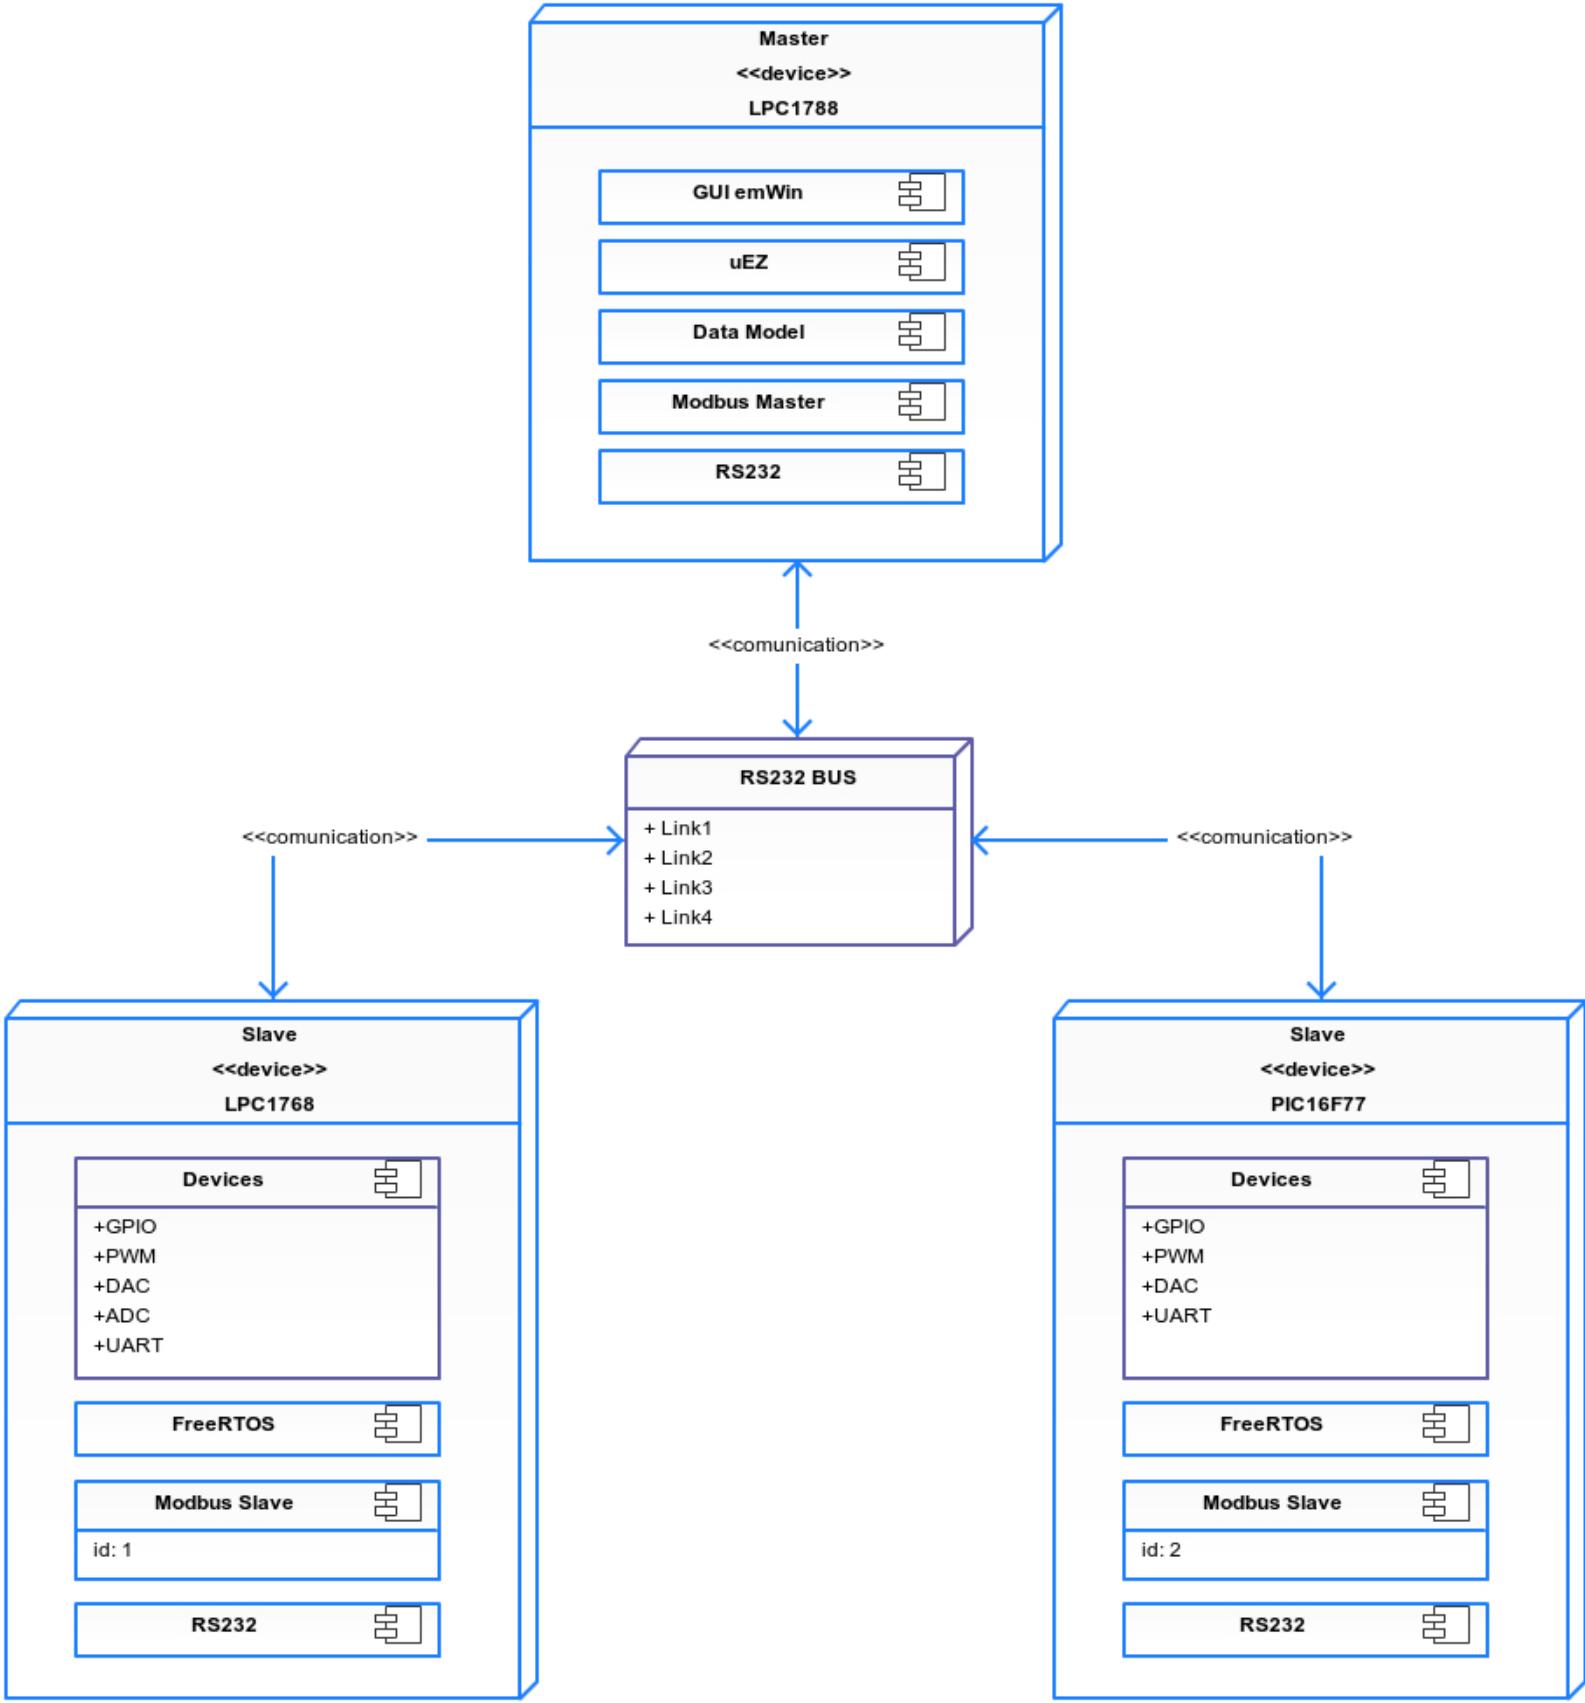 Master
<<device>>
LPC1788
GUI emWin
uEZ
Data Model
Modbus Master
RS232
<<comunication>>
RS232 BUS
+ Link1
+ Link2
+ Link3
+ Link4
<<comunication>>
<<comunication>>
Slave
<<device>>
LPC1768
Devices
+GPIO
+PWM
+DAC
+ADC
+UART
FreeRTOS
Modbus Slave
id: 1
RS232
Slave
<<device>>
PIC16F77
Devices
+GPIO
+PWM
+DAC
+UART
FreeRTOS
Modbus Slave
id: 2
RS232